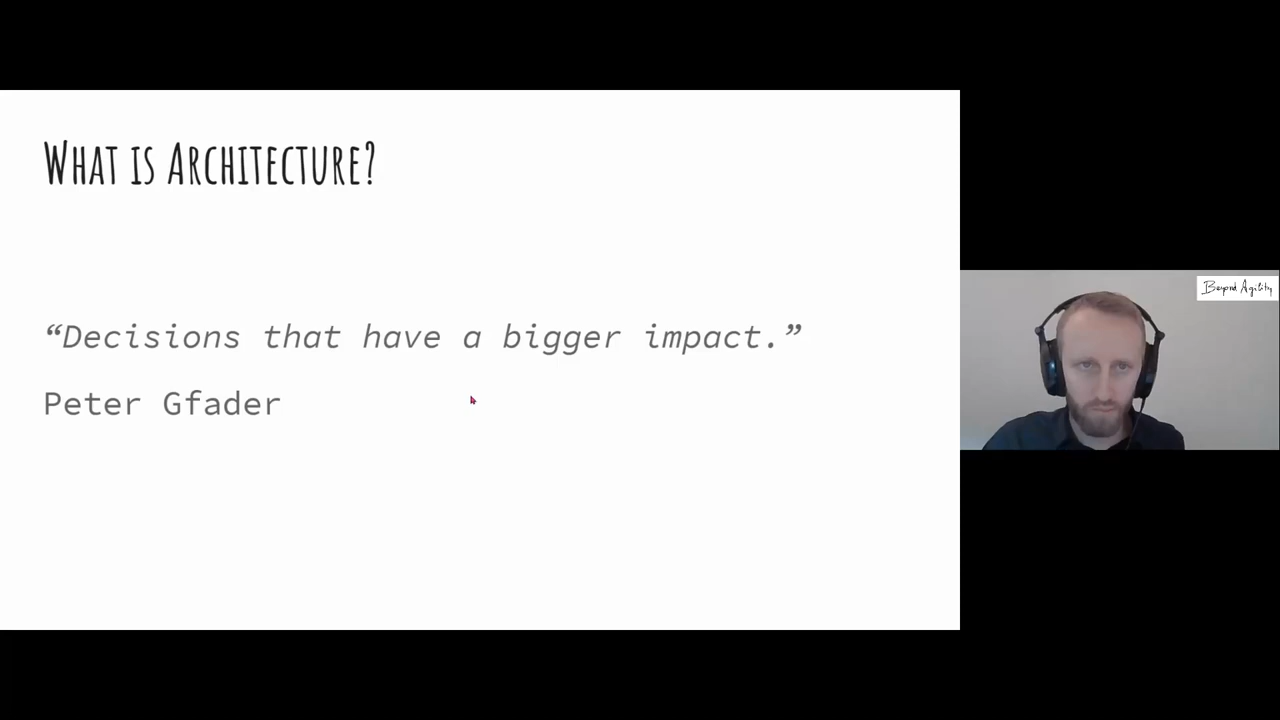 WHAT IS ARCHITECTURE?
“Decisions that have a bigger impact.”
Peter Gfader
Beyond Agility